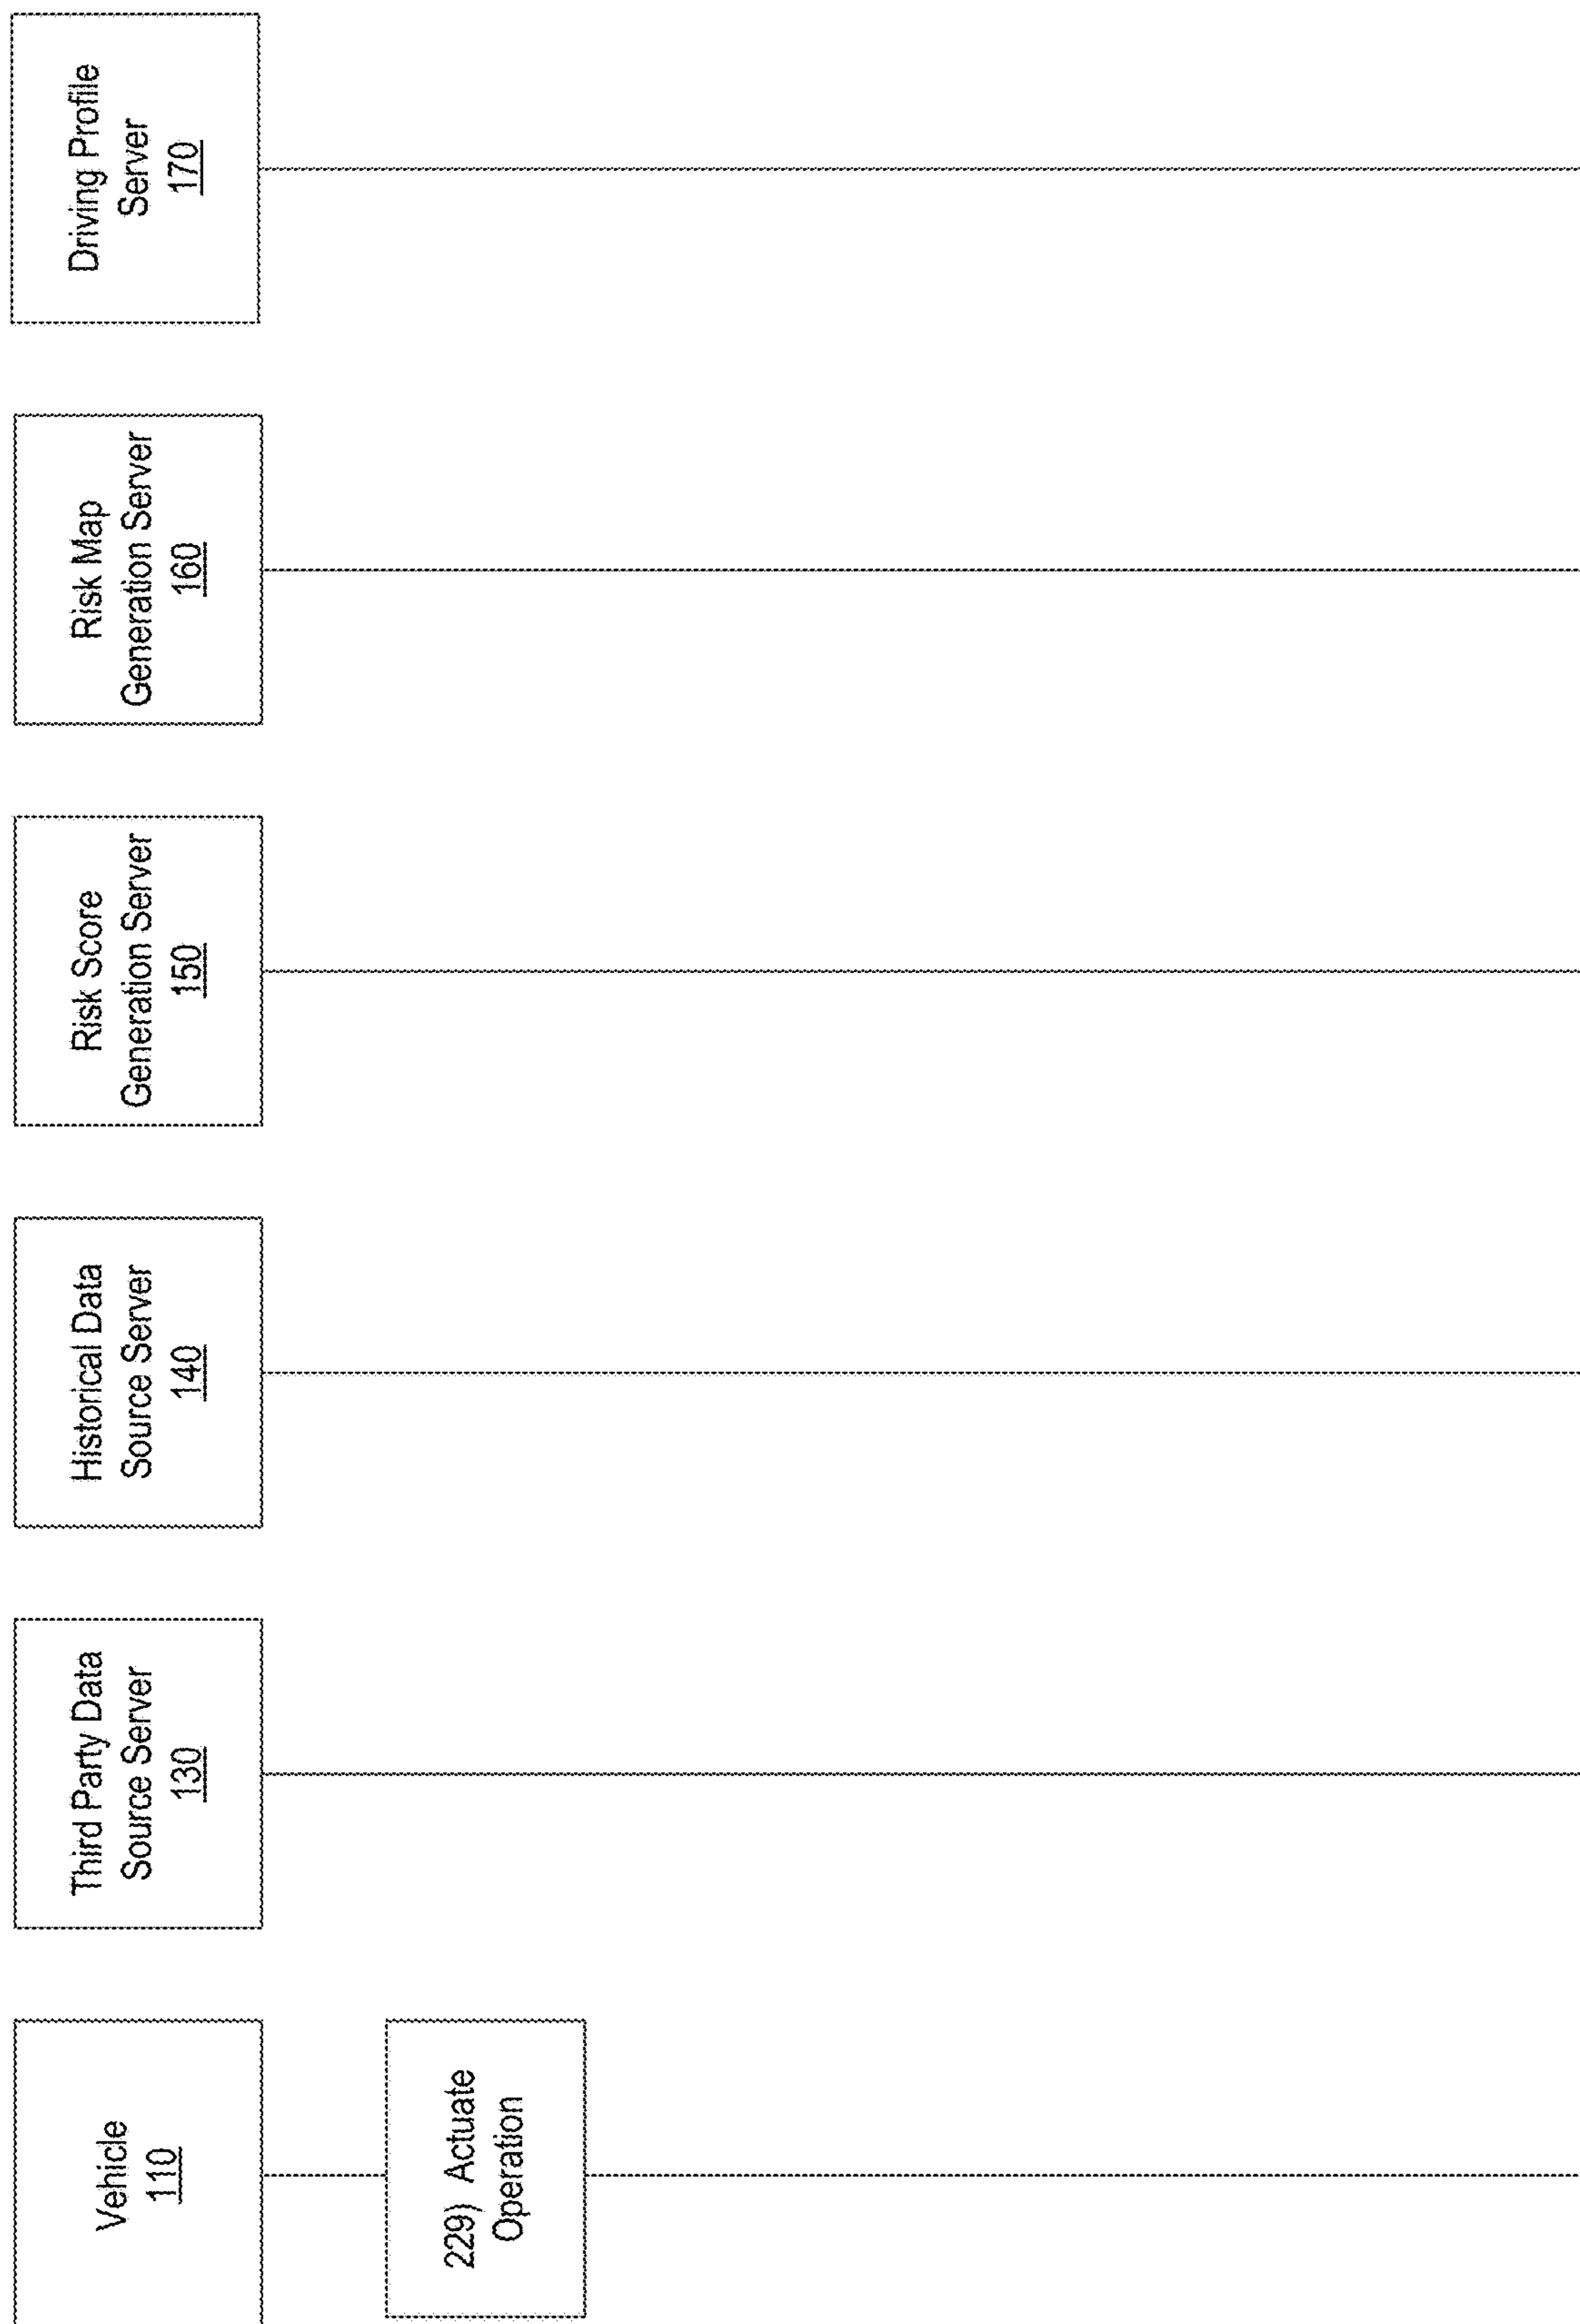 Vehicle
110
Third Party Data
Source Server
130
Historical Data
Source Server
140
Risk Score
Generation Server
150
Risk Map
Generation Server
160
Driving Profile
Server
170
229) Actuate
Operation